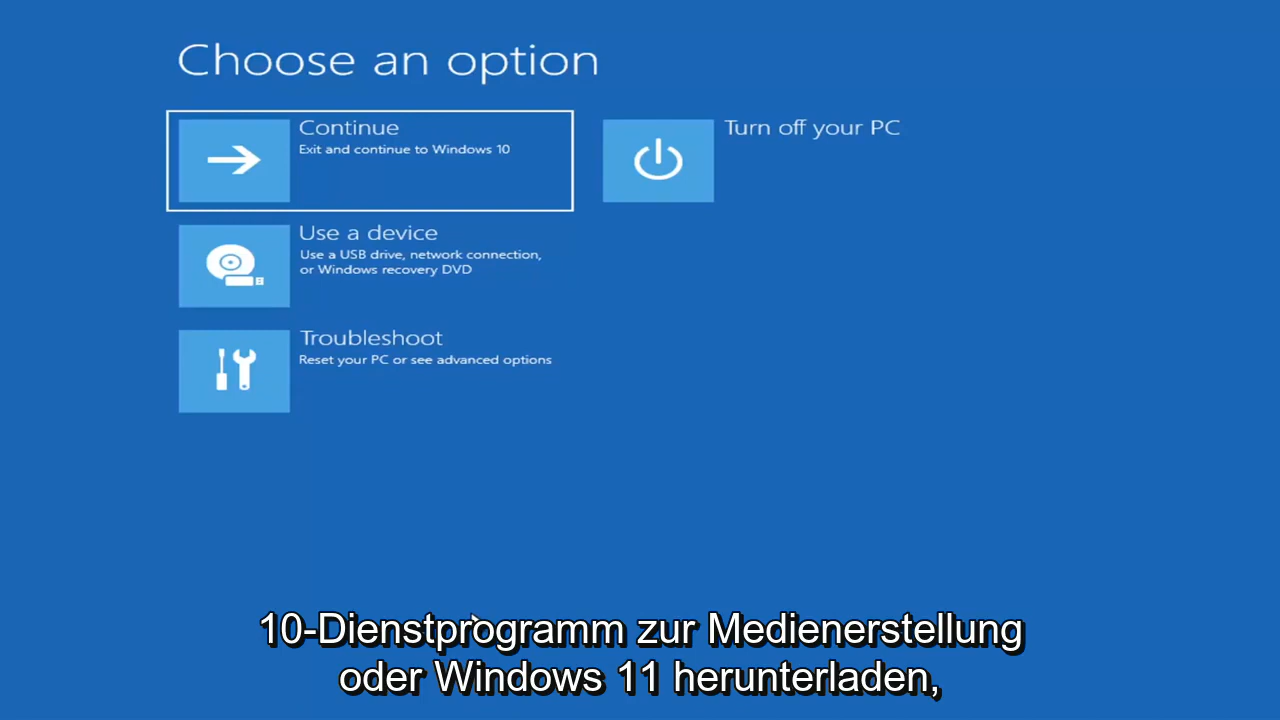 Choose an option
Continue
Exit and continue to Windows 10
Turn off your PC
Use a device
Use a USB drive, network connection,
or Windows recovery DVD
Troubleshoot
Reset your PC or see advanced options
10-Dienstprogramm zur Medienerstellung
oder Windows 11 herunterladen,